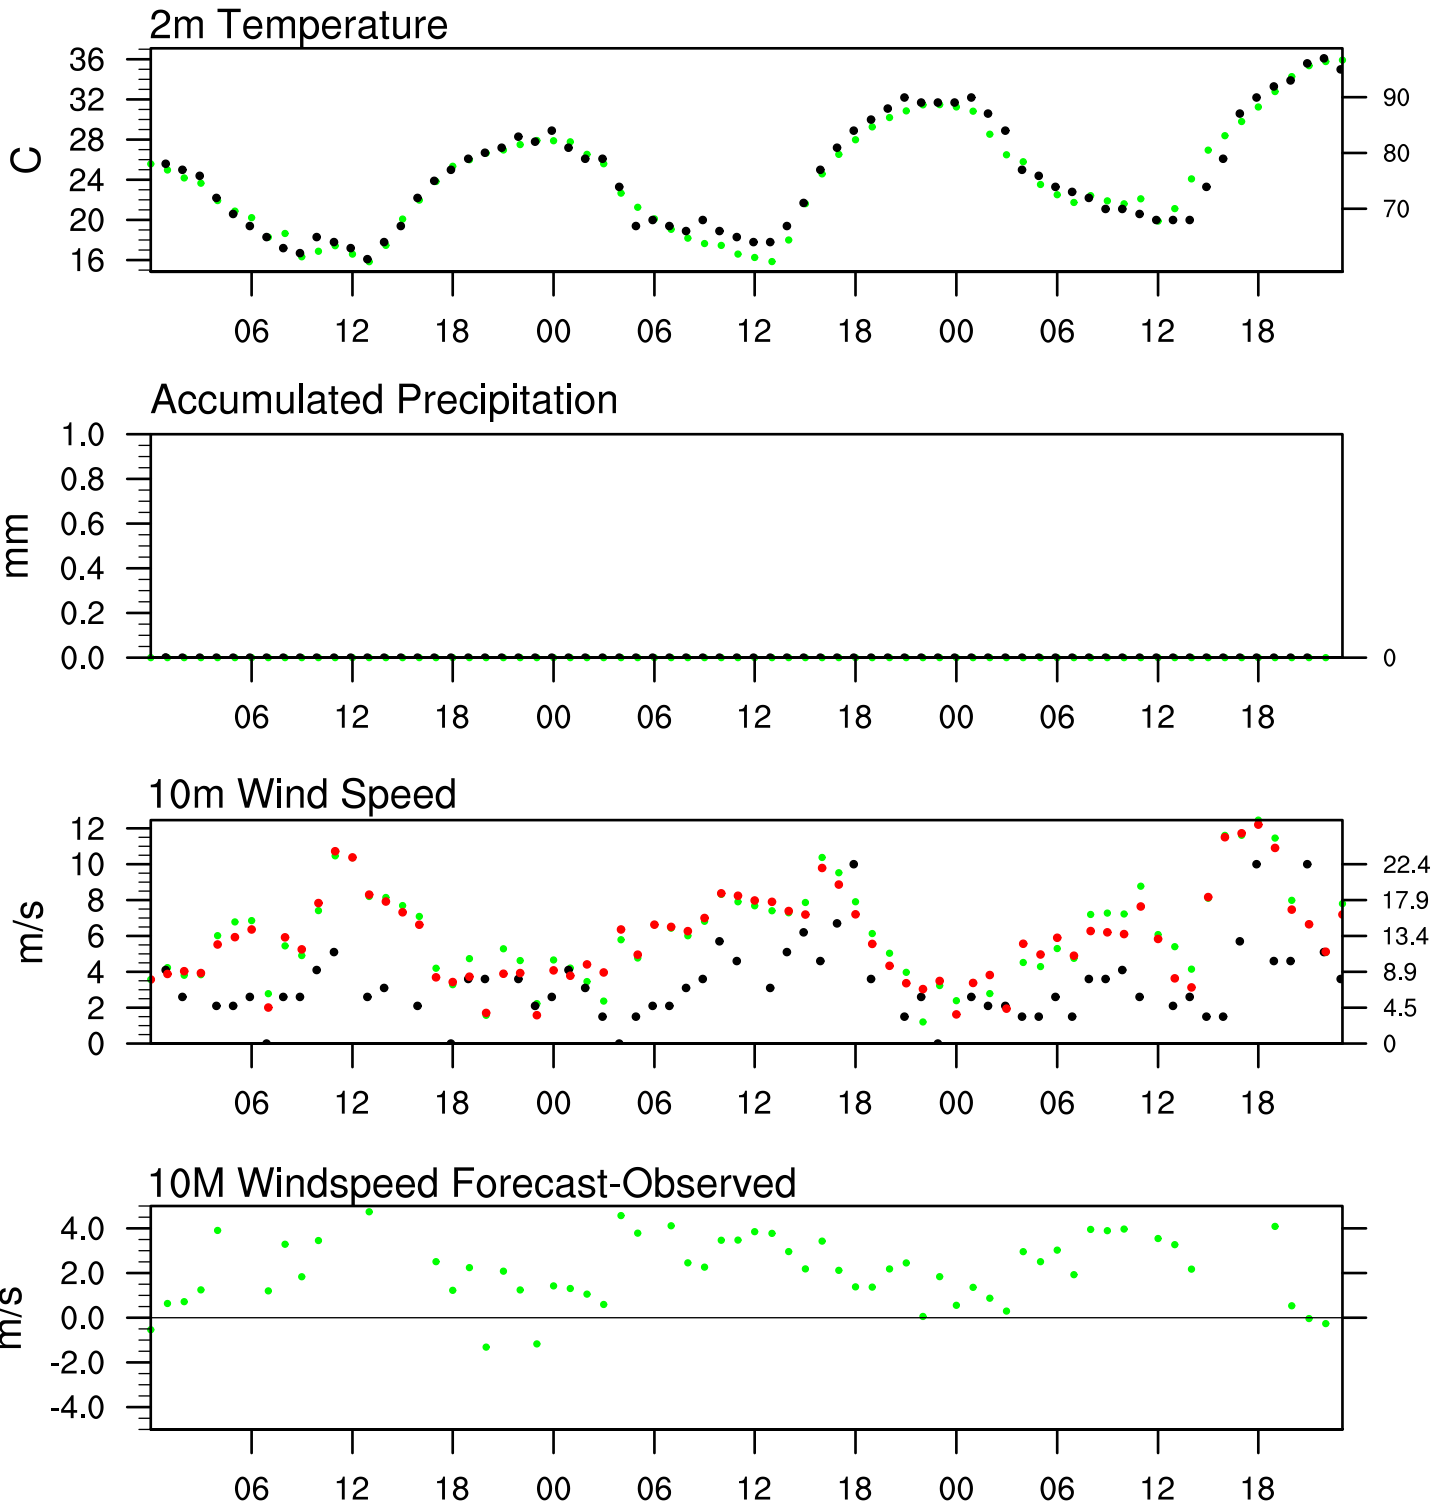 2m Temperature
36
32
28
24
20
16
C
90
80
70
06 12 18 00 06 12 18 00 06 12 18
Accumulated Precipitation
1.0
0.8
0.6
0.4
0.2
0.0
mm
0
06 12 18 00 06 12 18 00 06 12 18
10m Wind Speed
12
10
8
6
4
2
0
m/s
22.4
17.9
13.4
8.9
4.5
0
06 12 18 00 06 12 18 00 06 12 18
10M Windspeed Forecast-Observed
4.0
2.0
0.0
-2.0
-4.0
m/s
06 12 18 00 06 12 18 00 06 12 18